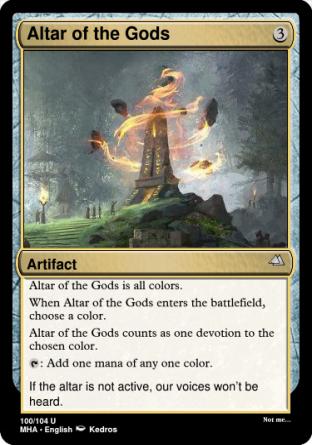 Altar of the Gods 3
Artifact
Altar of the Gods is all colors.
When Altar of the Gods enters the battlefield,
choose a color.
Altar of the Gods counts as one devotion to the
chosen color.
: Add one mana of any one color.
If the altar is not active, our voices won't be
heard.
100/104 U
Not me...
MHA - English Kedros